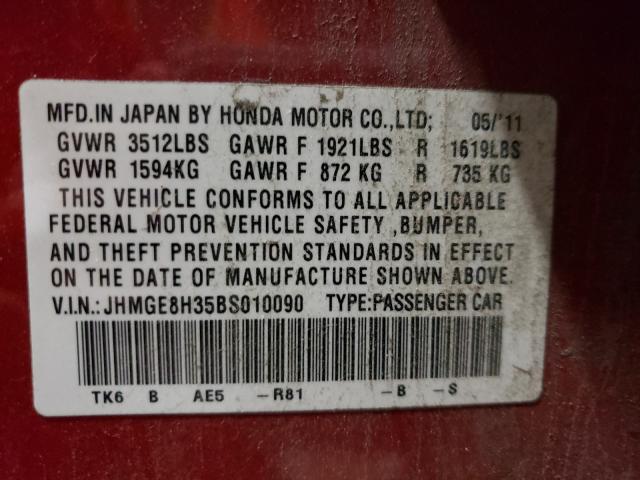 MFD.IN JAPAN BY HONDA MOTOR CO.,LTD; 05/'11
GVWR 3512LBS GAWR F 1921LBS R 1619LBS
GVWR 1594KG GAWR F 872 KG R 735 KG
THIS VEHICLE CONFORMS TO ALL APPLICABLE
FEDERAL MOTOR VEHICLE SAFETY ,BUMPER,
AND THEFT PREVENTION STANDARDS IN EFFECT
ON THE DATE OF MANUFACTURE SHOWN ABOVE.
V.I.N.:JHMGE8H35BS010090 TYPE:PASSENGER CAR
TK6 B AE5 -R81 -B -S